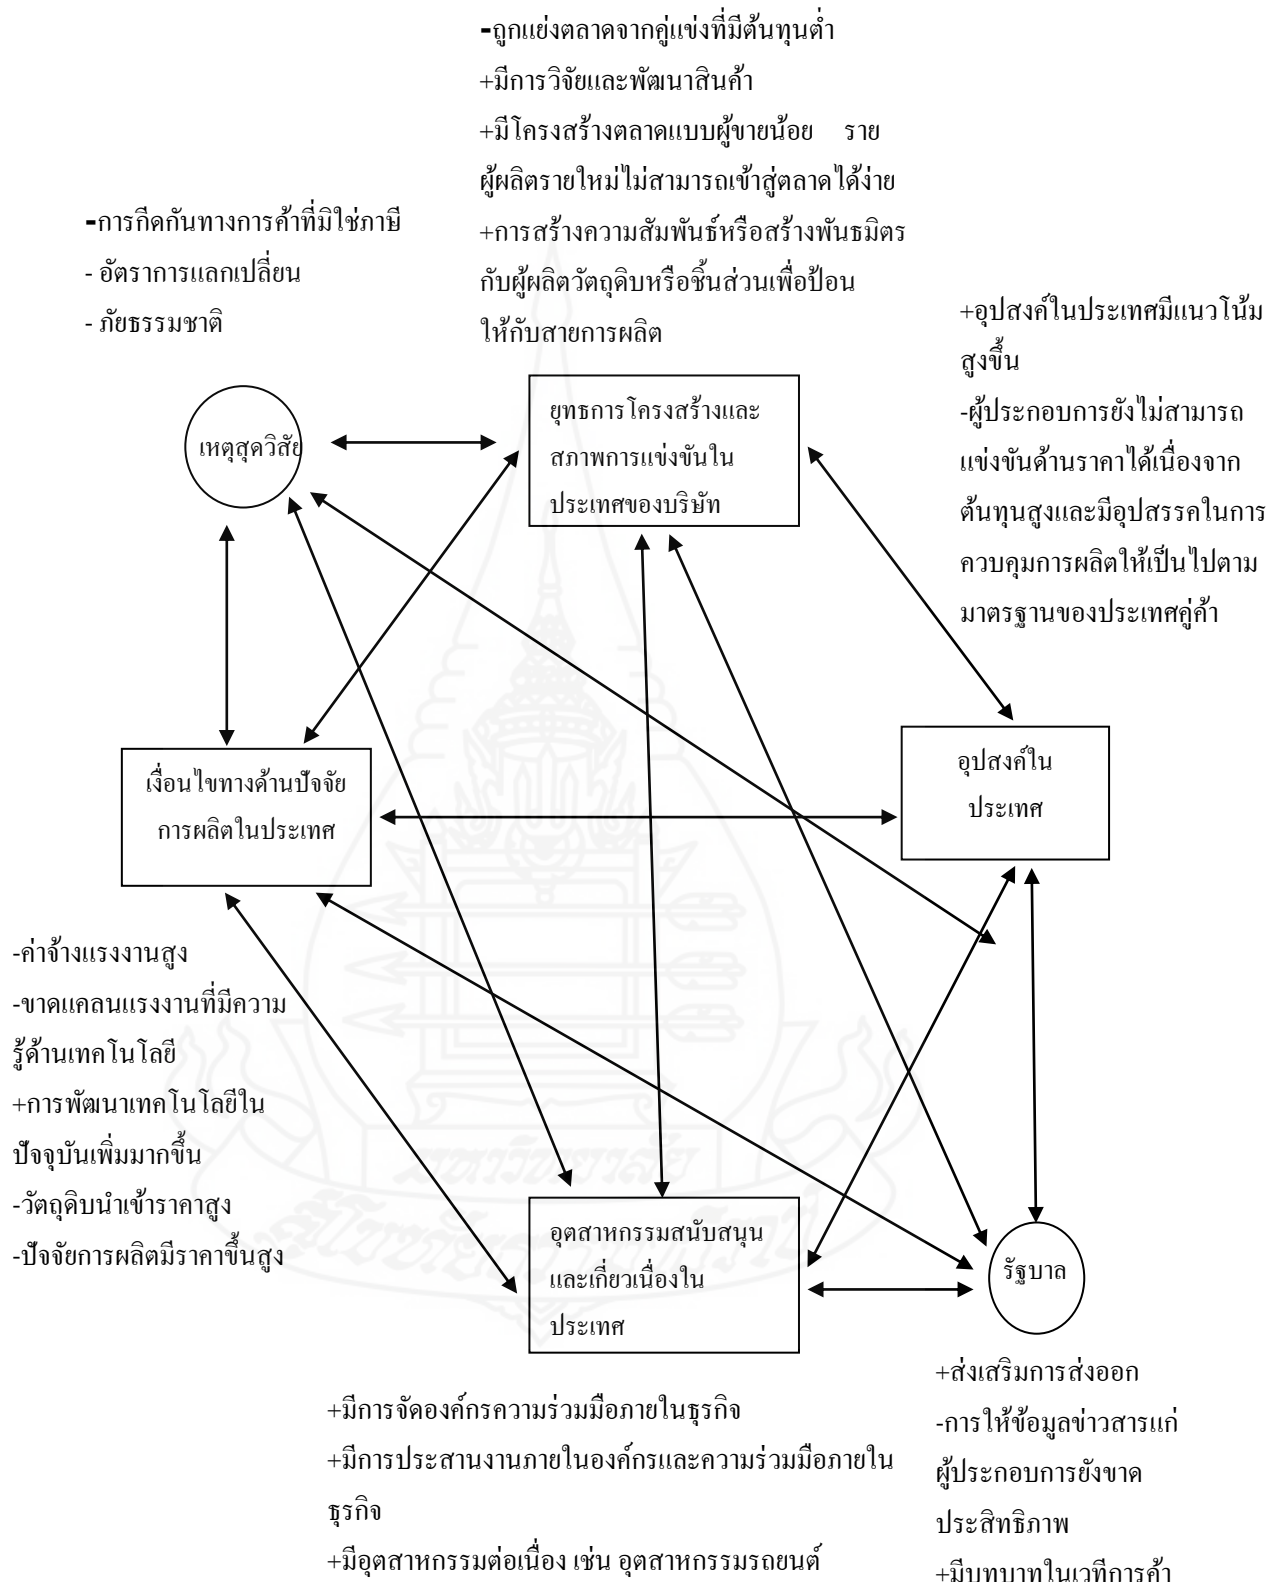 -ถูกแย่งตลาดจากคู่แข่งที่มีต้นทุนต่ำ
+มีการวิจัยและพัฒนาสินค้า
+มีโครงสร้างตลาดแบบผู้ขายน้อย ราย
ผู้ผลิตรายใหม่ไม่สามารถเข้าสู่ตลาดได้ง่าย
+การสร้างความสัมพันธ์หรือสร้างพันธมิตร
กับผู้ผลิตวัตถุดิบหรือชิ้นส่วนเพื่อป้อน
ให้กับสายการผลิต
-การกีดกันทางการค้าที่มิใช่ภาษี
- อัตราการแลกเปลี่ยน
- ภัยธรรมชาติ
+อุปสงค์ในประเทศมีแนวโน้ม
สูงขึ้น
-ผู้ประกอบการยังไม่สามารถ
แข่งขันด้านราคาได้เนื่องจาก
ต้นทุนสูงและมีอุปสรรคในการ
ควบคุมการผลิตให้เป็นไปตาม
มาตรฐานของประเทศคู่ค้า
เหตุสุดวิสัย
ยุทธการโครงสร้างและ
สภาพการแข่งขันใน
ประเทศของบริษัท
เงื่อนไขทางด้านปัจจัย
การผลิตในประเทศ
อุปสงค์ใน
ประเทศ
-ค่าจ้างแรงงานสูง
-ขาดแคลนแรงงานที่มีความ
รู้ด้านเทคโนโลยี
+การพัฒนาเทคโนโลยีใน
ปัจจุบันเพิ่มมากขึ้น
-วัตถุดิบนำเข้าราคาสูง
-ปัจจัยการผลิตมีราคาขึ้นสูง
มหาวิทยาลัย
สุโขทัยธรรมาธิราช
อุตสาหกรรมสนับสนุน
และเกี่ยวเนื่องใน
ประเทศ
รัฐบาล
+มีการจัดองค์กรความร่วมมือภายในธุรกิจ
+มีการประสานงานภายในองค์กรและความร่วมมือภายใน
ธุรกิจ
+มีอุตสาหกรรมต่อเนื่อง เช่น อุตสาหกรรมรถยนต์
+ส่งเสริมการส่งออก
-การให้ข้อมูลข่าวสารแก่
ผู้ประกอบการยังขาด
ประสิทธิภาพ
+มีบทบาทในเวทีการค้า